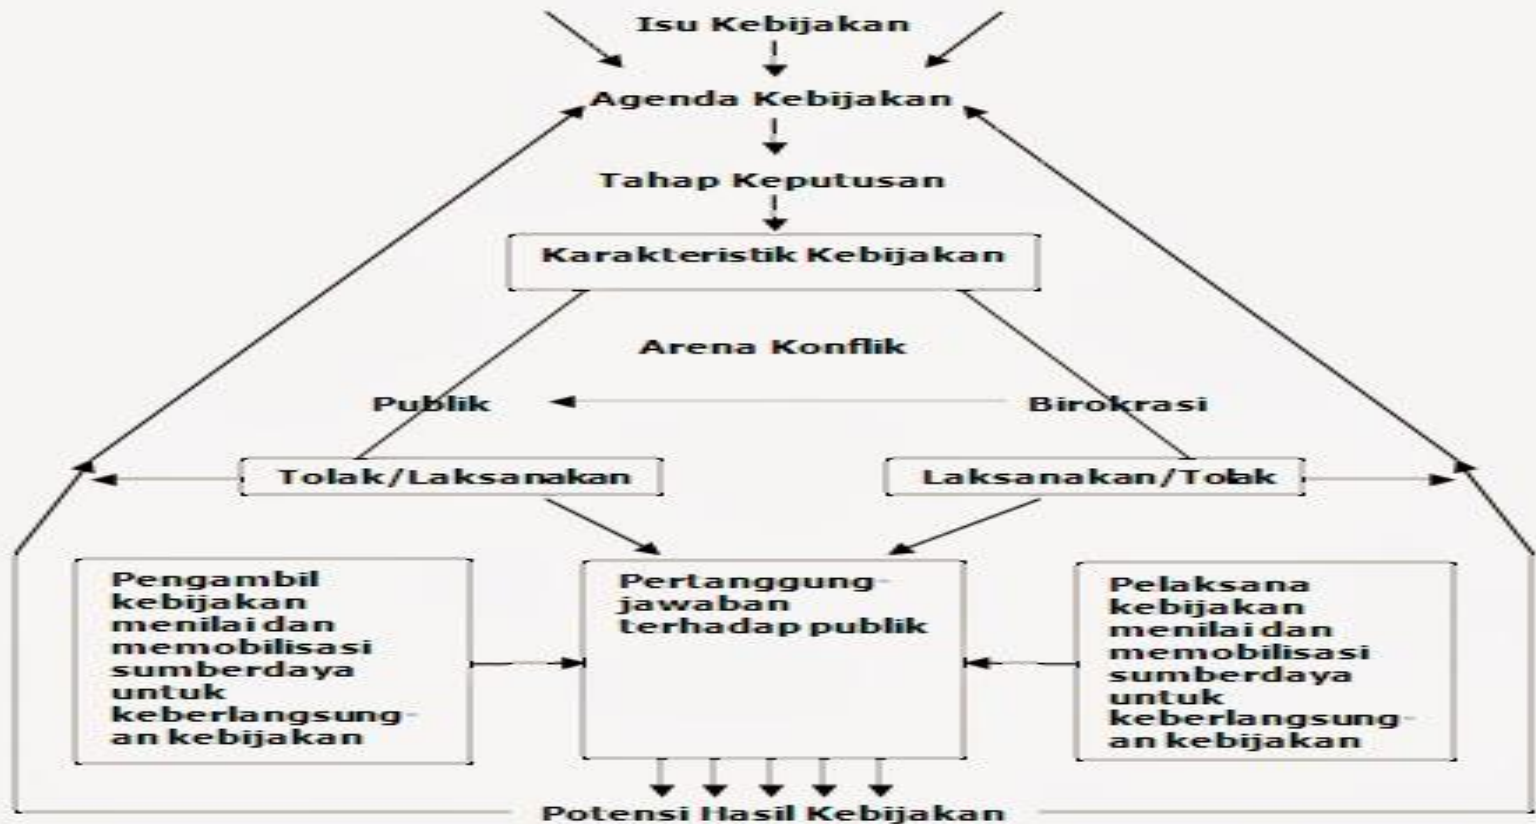 Isu Kebijakan
Agenda Kebijakan
Tahap Keputusan
Karakteristik Kebijakan
Arena Konflik
Publik
Birokrasi
Tolak/Laksanakan
Laksanakan/Tolak
Pengambil
kebijakan
menilai dan
memobilisasi
sumberdaya
untuk
keberlangsung-
an kebijakan
Pertanggung-
jawaban
terhadap publik
Pelaksana
kebijakan
menilai dan
memobilisasi
sumberdaya
untuk
keberlangsung-
an kebijakan
Potensi Hasil Kebijakan